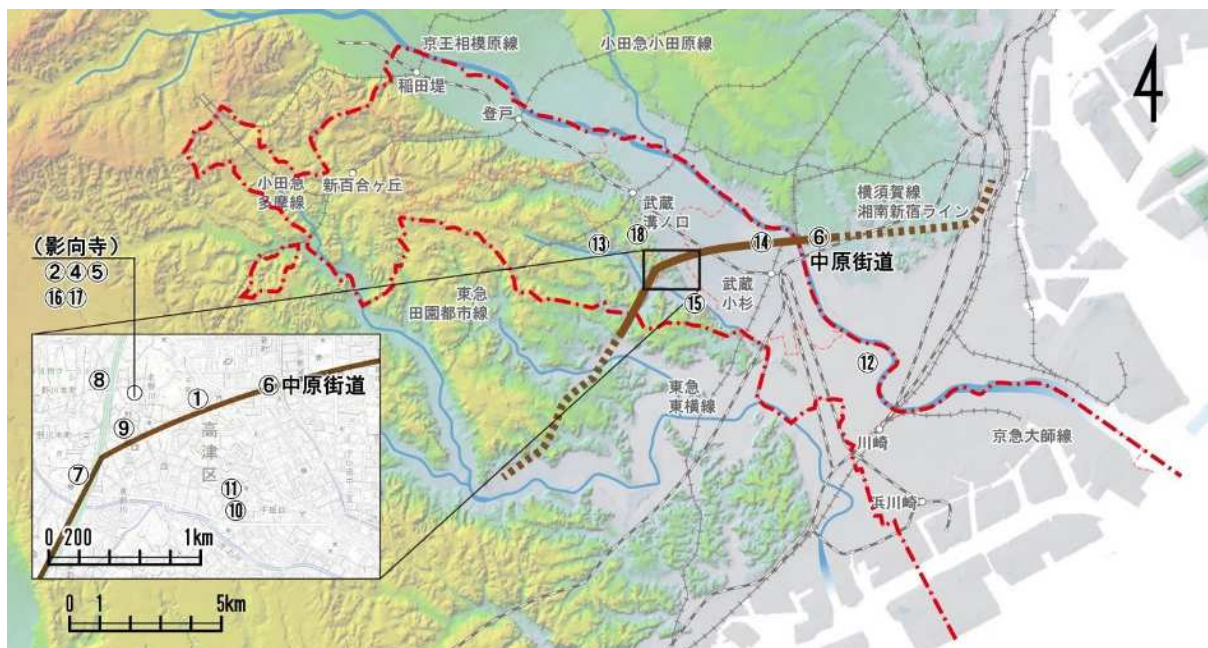 京王相模原線
小田急小田原線
4
稲田堤
登戸
小田急
多摩線
新百合ヶ丘
武蔵
溝ノ口
横須賀線
湘南新宿ライン
(影向寺)
②④⑤
⑯⑰
⑬
⑱
⑭
⑥
中原街道
東急
田園都市線
武蔵
小杉
⑮
⑫
⑥中原街道
⑧
①
⑨
高津区
⑦
⑪
⑩
千年
0 200 1km
東急
東横線
川崎
京急大師線
浜川崎
0 1 5km